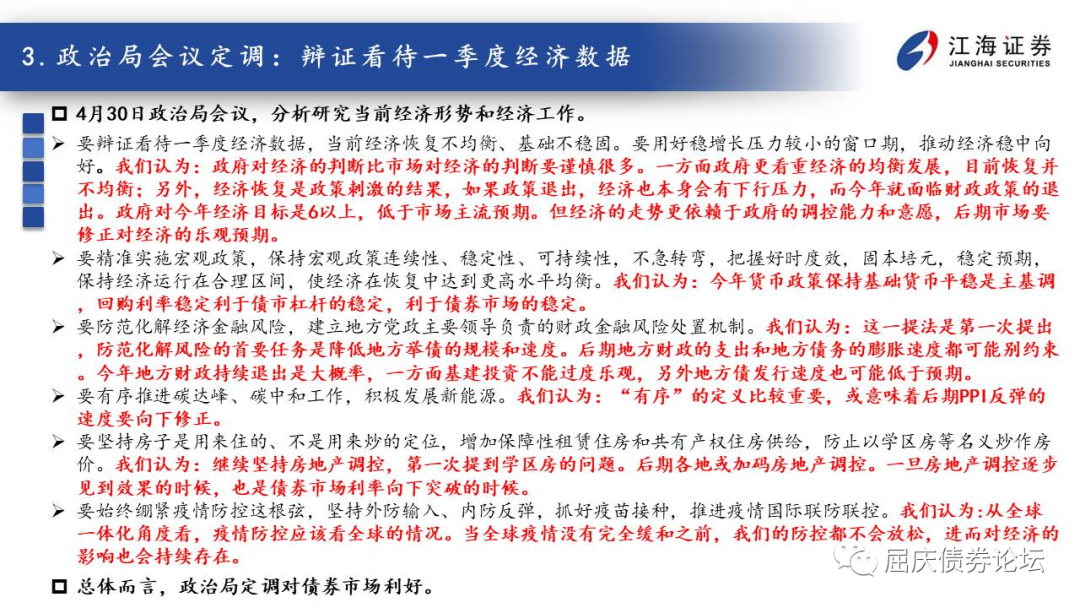 3.政治局会议定调：辩证看待一季度经济数据
江海证券
JIANGHAI SECURITIES
4月30日政治局会议，分析研究当前经济形势和经济工作。
要辩证看待一季度经济数据，当前经济恢复不均衡、基础不稳固。要用好稳增长压力较小的窗口期，推动经济稳中向
好。我们认为：政府对经济的判断比市场对经济的判断要谨慎很多。一方面政府更看重经济的均衡发展，目前恢复并
不均衡；另外，经济恢复是政策刺激的结果，如果政策退出，经济也本身会有下行压力，而今年就面临财政政策的退
出。政府对今年经济目标是6以上，低于市场主流预期。但经济的走势更依赖于政府的调控能力和意愿，后期市场要
修正对经济的乐观预期。
要精准实施宏观政策，保持宏观政策连续性、稳定性、可持续性，不急转弯，把握好时度效，固本培元，稳定预期，
保持经济运行在合理区间，使经济在恢复中达到更高水平均衡。我们认为：今年货币政策保持基础货币平稳是主基调
，回购利率稳定利于债市杠杆的稳定，利于债券市场的稳定。
要防范化解经济金融风险，建立地方党政主要领导负责的财政金融风险处置机制。我们认为：这一提法是第一次提出
，防范化解风险的首要任务是降低地方举债的规模和速度。后期地方财政的支出和地方债务的膨胀速度都可能别约束
。今年地方财政持续退出是大概率，一方面基建投资不能过度乐观，另外地方债发行速度也可能低于预期。
要有序推进碳达峰、碳中和工作，积极发展新能源。我们认为：“有序”的定义比较重要，或意味着后期PPI反弹的
速度要向下修正。
要坚持房子是用来住的、不是用来炒的定位，增加保障性租赁住房和共有产权住房供给，防止以学区房等名义炒作房
价。我们认为：继续坚持房地产调控，第一次提到学区房的问题。后期各地或加码房地产调控。一旦房地产调控逐步
见到效果的时候，也是债券市场利率向下突破的时候。
要始终绷紧疫情防控这根弦，坚持外防输入、内防反弹，抓好疫苗接种，推进疫情国际联防联控。我们认为:从全球
一体化角度看，疫情防控应该看全球的情况。当全球疫情没有完全缓和之前，我们的防控都不会放松，进而对经济的
影响也会持续存在。
屈庆债券论坛
总体而言，政治局定调对债券市场利好。